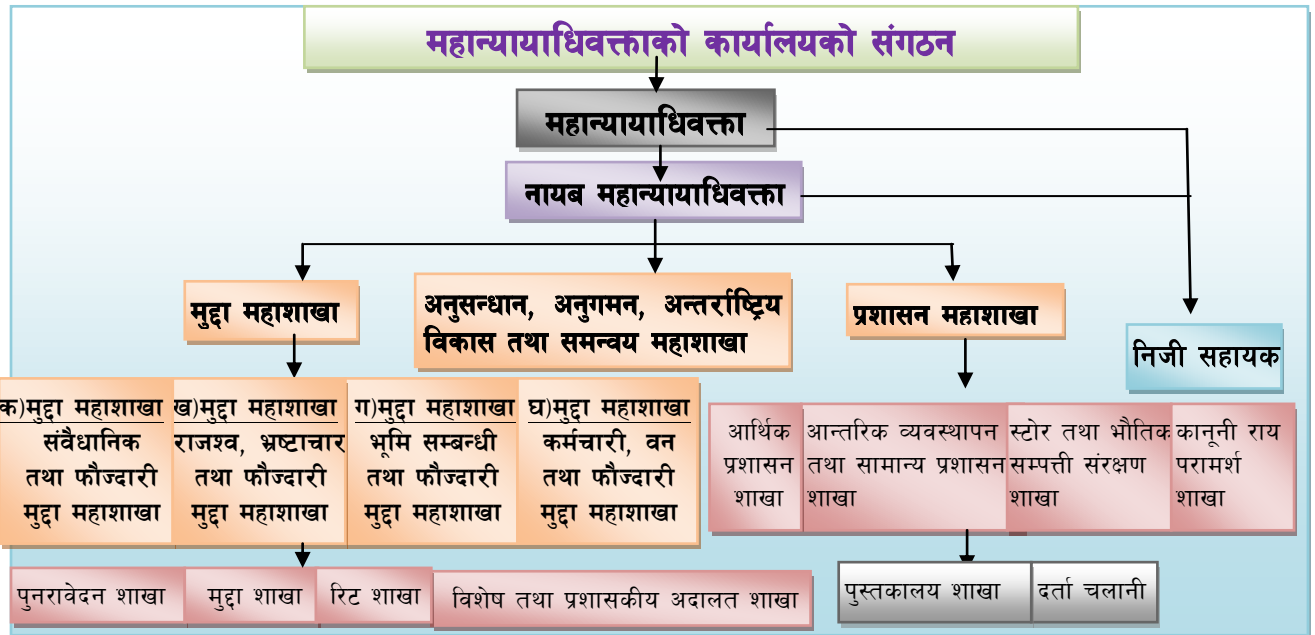 महान्यायाधिवक्ताको कार्यालयको संगठन
महान्यायाधिवक्ता
नायब महान्यायाधिवक्ता
मुद्दा महाशाखा
अनुसन्धान, अनुगमन, अन्तर्राष्ट्रिय
विकास तथा समन्वय महाशाखा
प्रशासन महाशाखा
निजी सहायक
क)मुद्दा महाशाखा
संवैधानिक
तथा फौज्दारी
मुद्दा महाशाखा
ख)मुद्दा महाशाखा
राजश्व, भ्रष्टाचार
तथा फौज्दारी
मुद्दा महाशाखा
ग)मुद्दा महाशाखा
भूमि सम्बन्धी
तथा फौज्दारी
मुद्दा महाशाखा
घ)मुद्दा महाशाखा
कर्मचारी, वन
तथा फौज्दारी
मुद्दा महाशाखा
आर्थिक
प्रशासन
शाखा
आन्तरिक व्यवस्थापन
तथा सामान्य प्रशासन
शाखा
स्टोर तथा भौतिक
सम्पत्ती संरक्षण
शाखा
कानूनी राय
परामर्श
शाखा
पुनरावेदन शाखा
मुद्दा शाखा
रिट शाखा
विशेष तथा प्रशासकीय अदालत शाखा
पुस्तकालय शाखा
दर्ता चलानी